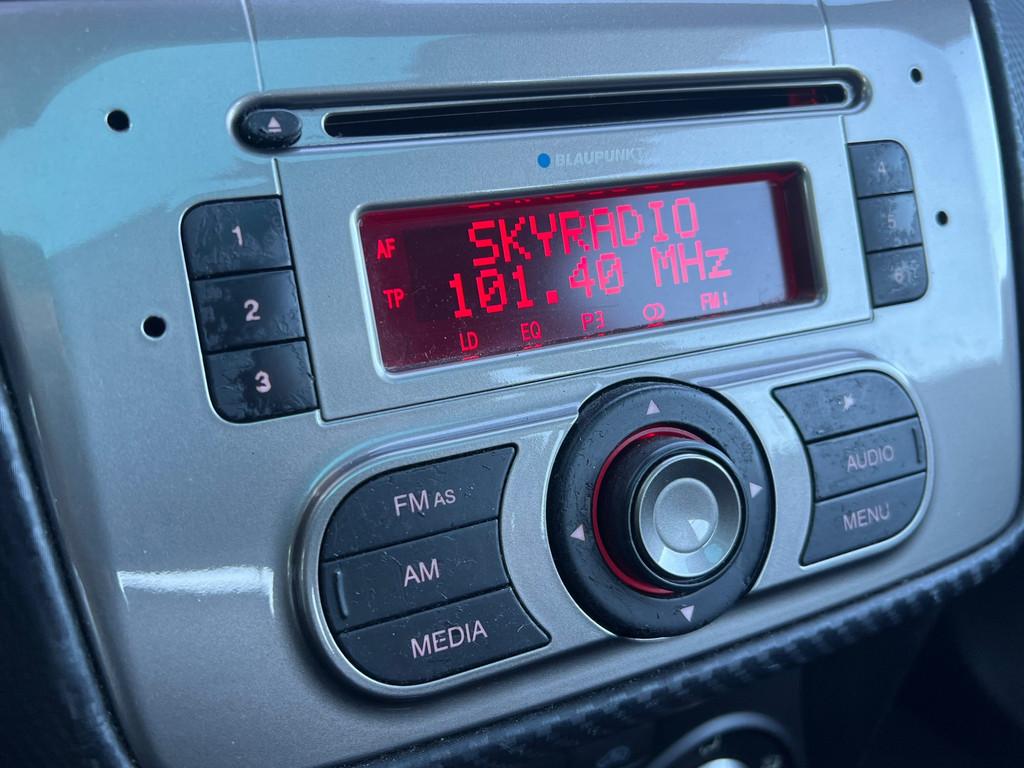 BLAUPUNKT
1
2
3
4
5
6
AF
TP
SKYRADIO
101.40 MHz
LD EQ P3 FM1
FM AS
AM
MEDIA
AUDIO
MENU